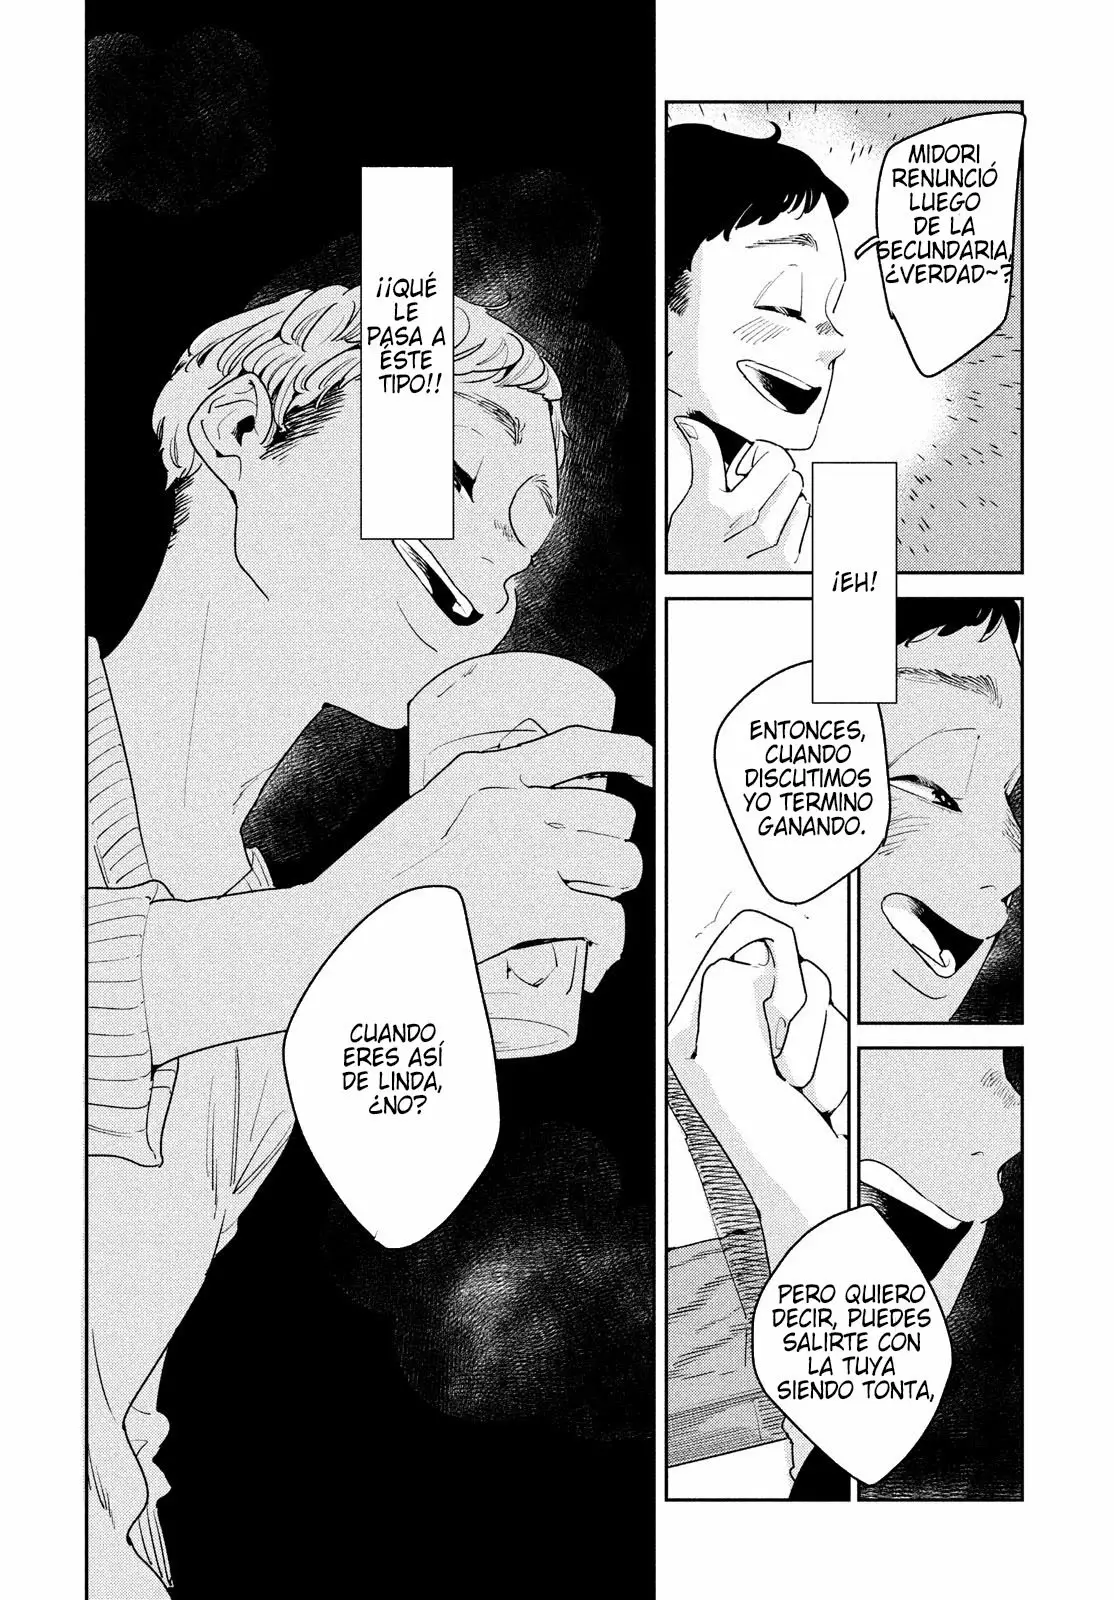 MIDORI
RENUNCIÓ
LUEGO
DE LA
SECUNDARIA,
¿VERDAD~?
¡EH!
ENTONCES,
CUANDO
DISCUTIMOS
YO TERMINO
GANANDO.
PERO QUIERO
DECIR, PUEDES
SALIRTE CON
LA TUYA
SIENDO TONTA,
¡¡QUÉ
LE
PASA A
ÉSTE
TIPO!!
CUANDO
ERES ASÍ
DE LINDA,
¿NO?